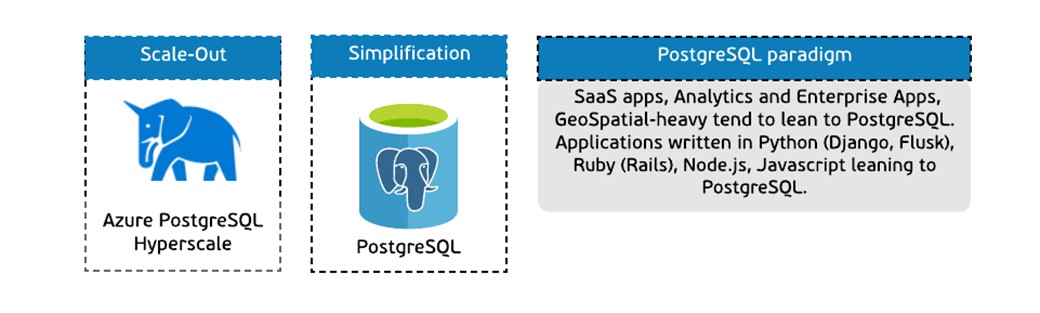 Scale-Out
Azure PostgreSQL
Hyperscale
Simplification
PostgreSQL
PostgreSQL paradigm
SaaS apps, Analytics and Enterprise Apps,
GeoSpatial-heavy tend to lean to PostgreSQL.
Applications written in Python (Django, Flusk),
Ruby (Rails), Node.js, Javascript leaning to
PostgreSQL.